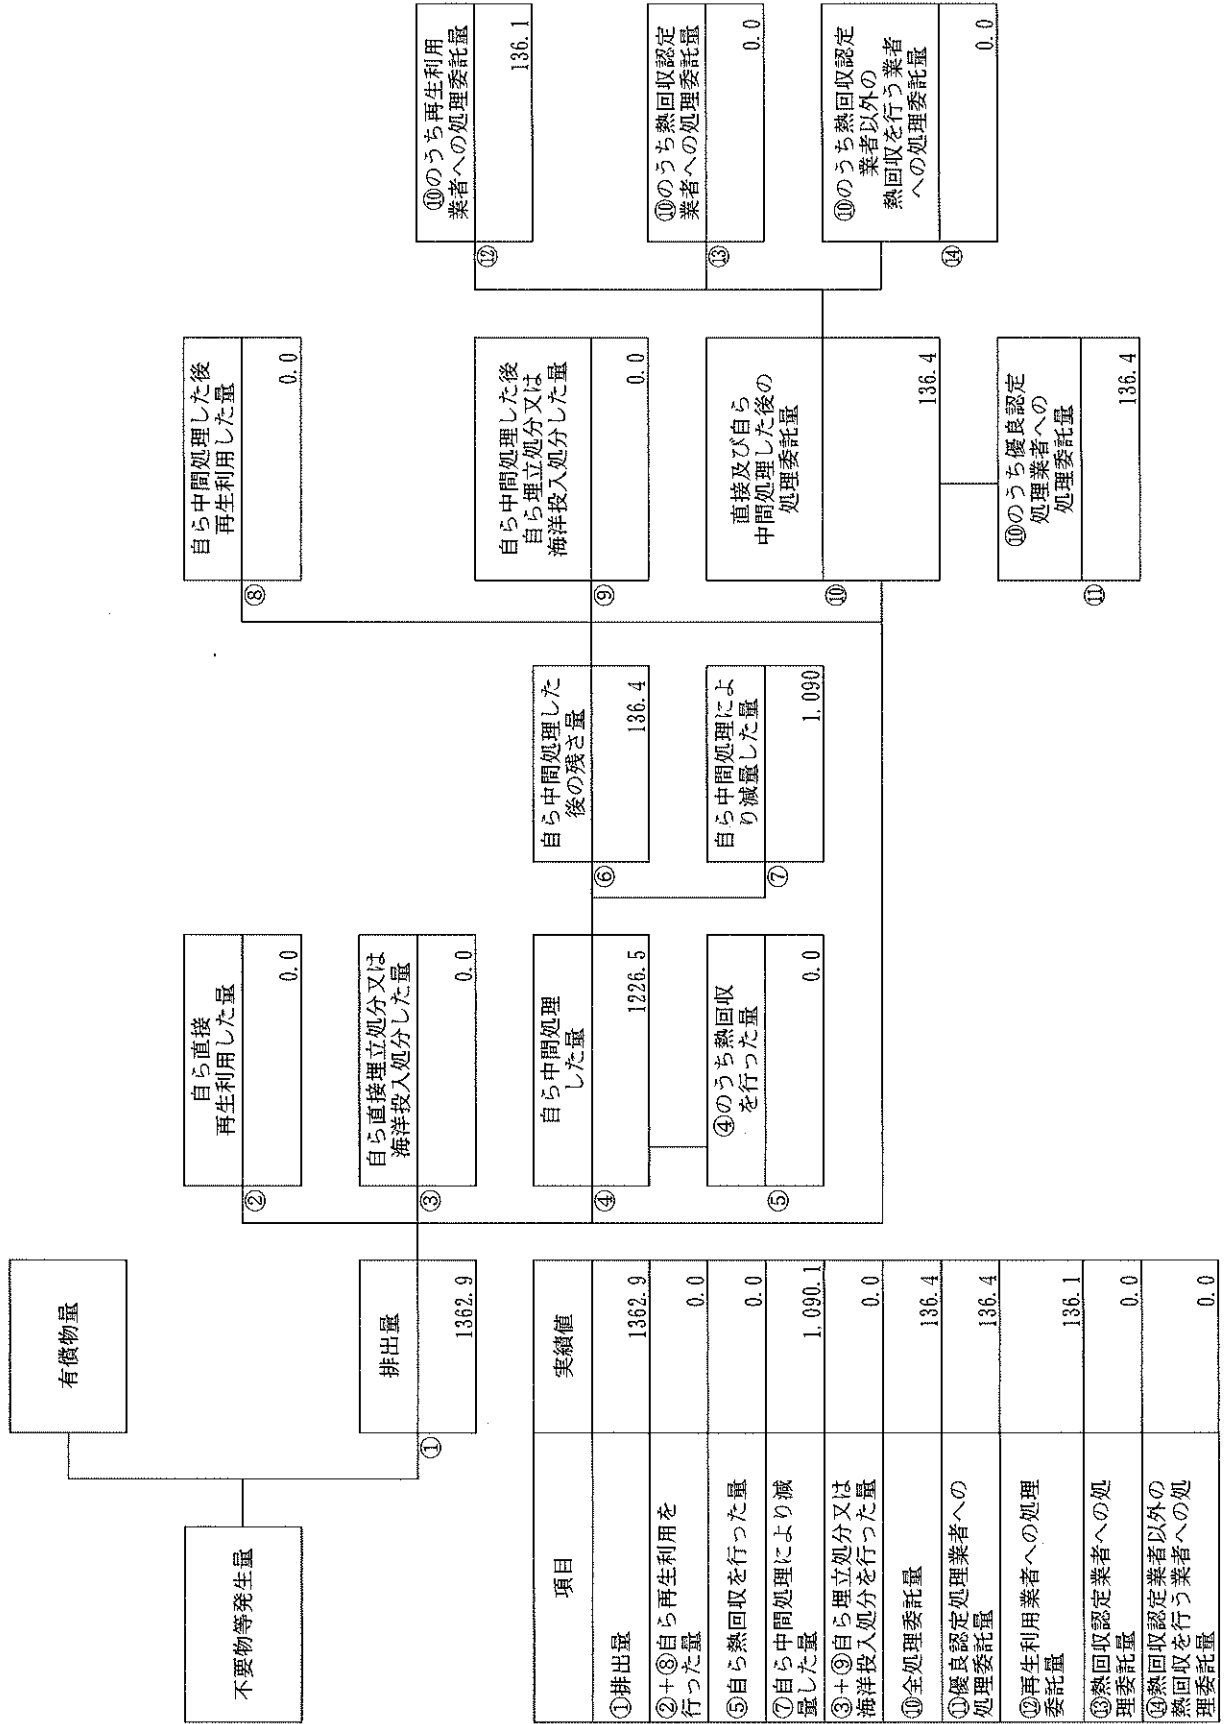 不要物等発生量
有償物量
排出量
①
1362.9
自ら直接
再生利用した量
②
0.0
自ら直接埋立処分又は
海洋投入処分した量
③
0.0
自ら中間処理
した量
④
1226.5
④のうち熱回収
を行った量
⑤
0.0
自ら中間処理した
後の残さ量
⑥
136.4
自ら中間処理によ
り減量した量
⑦
1,090
自ら中間処理した後
再生利用した量
⑧
0.0
自ら中間処理した後
自ら埋立処分又は
海洋投入処分した量
⑨
0.0
直接及び自ら
中間処理した後の
処理委託量
⑩
136.4
⑩のうち優良認定
処理業者への
処理委託量
⑪
136.4
⑩のうち再生利用
業者への処理委託量
⑫
136.1
⑩のうち熱回収認定
業者への処理委託量
⑬
0.0
⑩のうち熱回収認定
業者以外の
熱回収を行う業者
への処理委託量
⑭
0.0
項目 実績値
①排出量 1362.9
②+⑧自ら再生利用を
行った量 0.0
⑤自ら熱回収を行った量 0.0
⑦自ら中間処理により減
量した量 1,090.1
③+⑨自ら埋立処分又は
海洋投入処分を行った量 0.0
⑩全処理委託量 136.4
⑪優良認定処理業者への
処理委託量 136.4
⑫再生利用業者への処理
委託量 136.1
⑬熱回収認定業者への処
理委託量 0.0
⑭熱回収認定業者以外の
熱回収を行う業者への処
理委託量 0.0